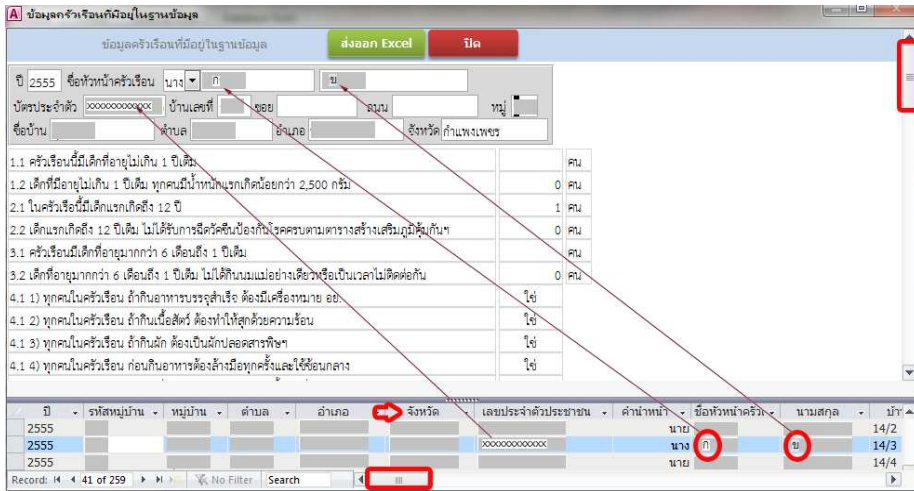 ข้อมูลครัวเรือนที่มีอยู่ในฐานข้อมูล
ข้อมูลครัวเรือนที่มีอยู่ในฐานข้อมูล ส่งออก Excel ปิด
ปี 2555 ชื่อหัวหน้าครัวเรือน นาง ก ข
บัตรประจำตัว xxxxxxxxxxxx บ้านเลขที่ ซอย ถนน หมู่
ชื่อบ้าน ตำบล อำเภอ จังหวัด กำแพงเพชร
1.1 ครัวเรือนนี้มีเด็กที่อายุไม่เกิน 1 ปีเต็ม คน
1.2 เด็กที่มีอายุไม่เกิน 1 ปีเต็ม ทุกคนมีน้ำหนักแรกเกิดน้อยกว่า 2,500 กรัม 0 คน
2.1 ในครัวเรือนี้มีเด็กแรกเกิดถึง 12 ปี 1 คน
2.2 เด็กแรกเกิดถึง 12 ปีเต็ม ไม่ได้รับการฉีดวัคซีนป้องกันโรคครบตามตารางสร้างเสริมภูมิคุ้มกันฯ 0 คน
3.1 ครัวเรือนมีเด็กที่อายุมากกว่า 6 เดือนถึง 1 ปีเต็ม คน
3.2 เด็กที่อายุมากกว่า 6 เดือนถึง 1 ปีเต็ม ไม่ได้กินนมแม่อย่างเดียวหรือเป็นเวลาไม่ติดต่อกัน 0 คน
4.1 1) ทุกคนในครัวเรือน ถ้ากินอาหารบรรจุสำเร็จ ต้องมีเครื่องหมาย อย. ใช่
4.1 2) ทุกคนในครัวเรือน ถ้ากินเนื้อสัตว์ ต้องทำให้สุกด้วยความร้อน ใช่
4.1 3) ทุกคนในครัวเรือน ถ้ากินผัก ต้องเป็นผักปลอดสารพิษฯ ใช่
4.1 4) ทุกคนในครัวเรือน ก่อนกินอาหารต้องล้างมือทุกครั้งและใช้ช้อนกลาง ใช่
ปี รหัสหมู่บ้าน หมู่บ้าน ตำบล อำเภอ จังหวัด เลขประจำตัวประชาชน คำนำหน้า ชื่อหัวหน้าครัวเ นามสกุล บ้า
2555 นาย 14/2
2555 xxxxxxxxxxxx นาง ก ข 14/3
2555 นาย 14/4
Record: 41 of 259 No Filter Search